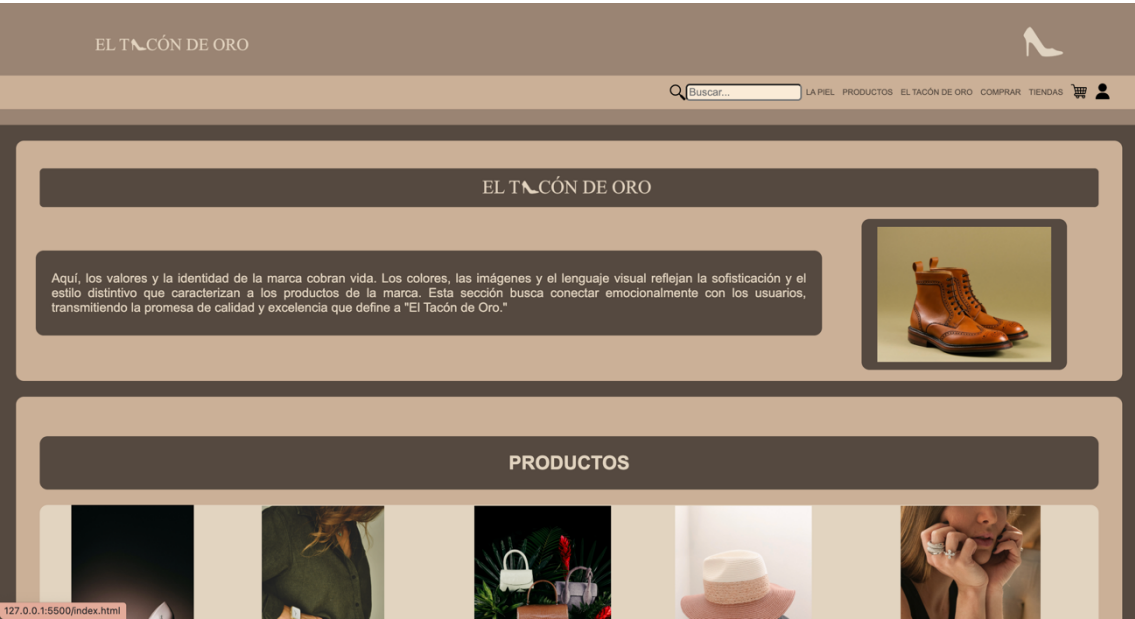 EL TACÓN DE ORO
Buscar...
LA PIEL PRODUCTOS EL TACÓN DE ORO COMPRAR TIENDAS
EL TACÓN DE ORO
Aquí, los valores y la identidad de la marca cobran vida. Los colores, las imágenes y el lenguaje visual reflejan la sofisticación y el
estilo distintivo que caracterizan a los productos de la marca. Esta sección busca conectar emocionalmente con los usuarios,
transmitiendo la promesa de calidad y excelencia que define a "El Tacón de Oro."
PRODUCTOS
127.0.0.1:5500/index.html